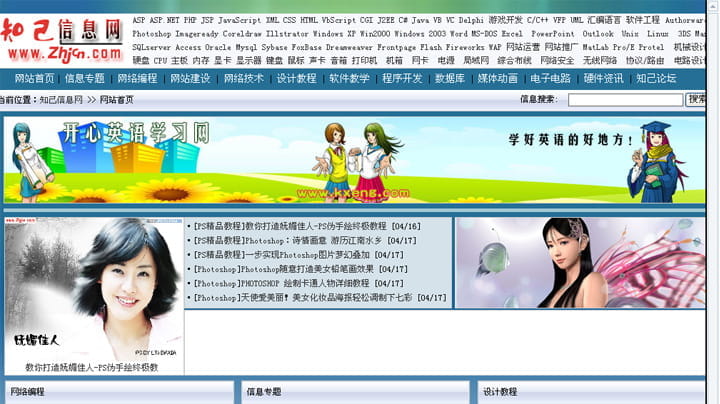 知己信息网
www.Zhjcn.com
ASP ASP.NET PHP JSP JavaScript XML CSS HTML VbScript CGI J2EE C# Java VB VC Delphi 游戏开发 C/C++ VFP UML 汇编语言 软件工程 Authorware
Photoshop Imageready Coreldraw Illstrator Windows XP Win2000 Windows 2003 Word MS-DOS Excel PowerPoint Outlook Unix Linux 3DS Ma
SQLserver Access Oracle Mysql Sybase FoxBase Dreamweaver Frontpage Flash Fireworks WAP 网站运营 网站推广 MatLab Pro/E Protel 机械设
硬盘 CPU 主板 内存 显卡 显示器 键盘 鼠标 声卡 音箱 打印机 机箱 网卡 电源 局域网 综合布线 网络安全 无线网络 协议/路由 电路设
网站首页 | 信息专题 | 网络编程 | 网站建设 | 网络技术 | 设计教程 | 软件教学 | 程序开发 | 数据库 | 媒体动画 | 电子电路 | 硬件资讯 | 知己论坛
当前位置：知己信息网 >> 网站首页
信息搜索：
搜索
开心英语学习网
学好英语的好地方！
www.kxeng.com
妩媚佳人
教你打造妩媚佳人-PS仿手绘终极教
• [PS精品教程]教你打造妩媚佳人-PS伪手绘终极教程 [04/16]
• [PS精品教程]Photoshop：诗情画意 游历江南水乡 [04/17]
• [PS精品教程]一步实现Photoshop图片梦幻叠加 [04/17]
• [Photoshop]Photoshop随意打造美女铅笔画效果 [04/17]
• [Photoshop]PHOTOSHOP 绘制卡通人物详细教程 [04/17]
• [Photoshop]天使爱美丽！美女化妆品海报轻松调制下七彩 [04/17]
网络编程
信息专题
设计教程